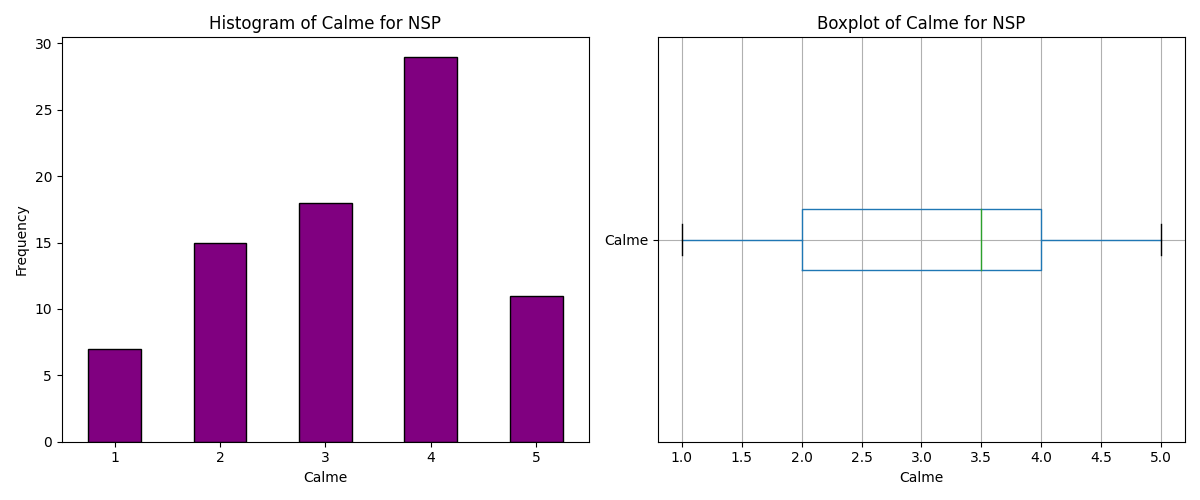 Histogram of Calme for NSP
30
25
20
15
10
5
0
Frequency
1 2 3 4 5
Calme
Boxplot of Calme for NSP
Calme
1.0 1.5 2.0 2.5 3.0 3.5 4.0 4.5 5.0
Calme